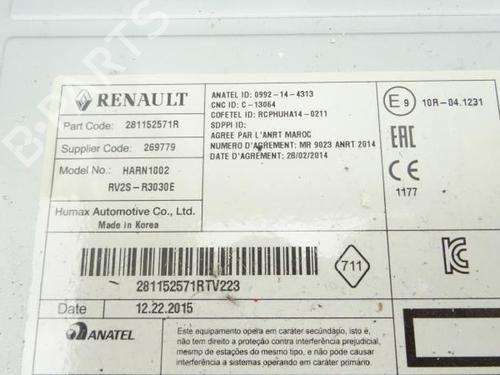 RENAULT
Part Code: 281152571R
Supplier Code: 269779
Model No.: HARN1002
RV2S-R3030E
Humax Automotive Co., Ltd.
Made in Korea
ANATEL ID: 0992-14-4313
CNC ID: C-13064
COFETEL ID: RCPHUHA14-0211
SDPPI ID:
AGREE PAR L'ANRT MAROC
NUMERO D'AGREMENT: MR 9023 ANRT 2014
DATE D'AGREMENT: 28/02/2014
E9 10R-04.1231
EAC
CE
1177
281152571RTV223
711
Date 12.22.2015
ANATEL
Este equipamento opera em caráter secundário, isto é,
não tem direito a proteção contra interferência prejudicial,
mesmp de estações do mesmo tipo, e não pode causar
interferência a sistemas operando em caráter primário.
B-Parts